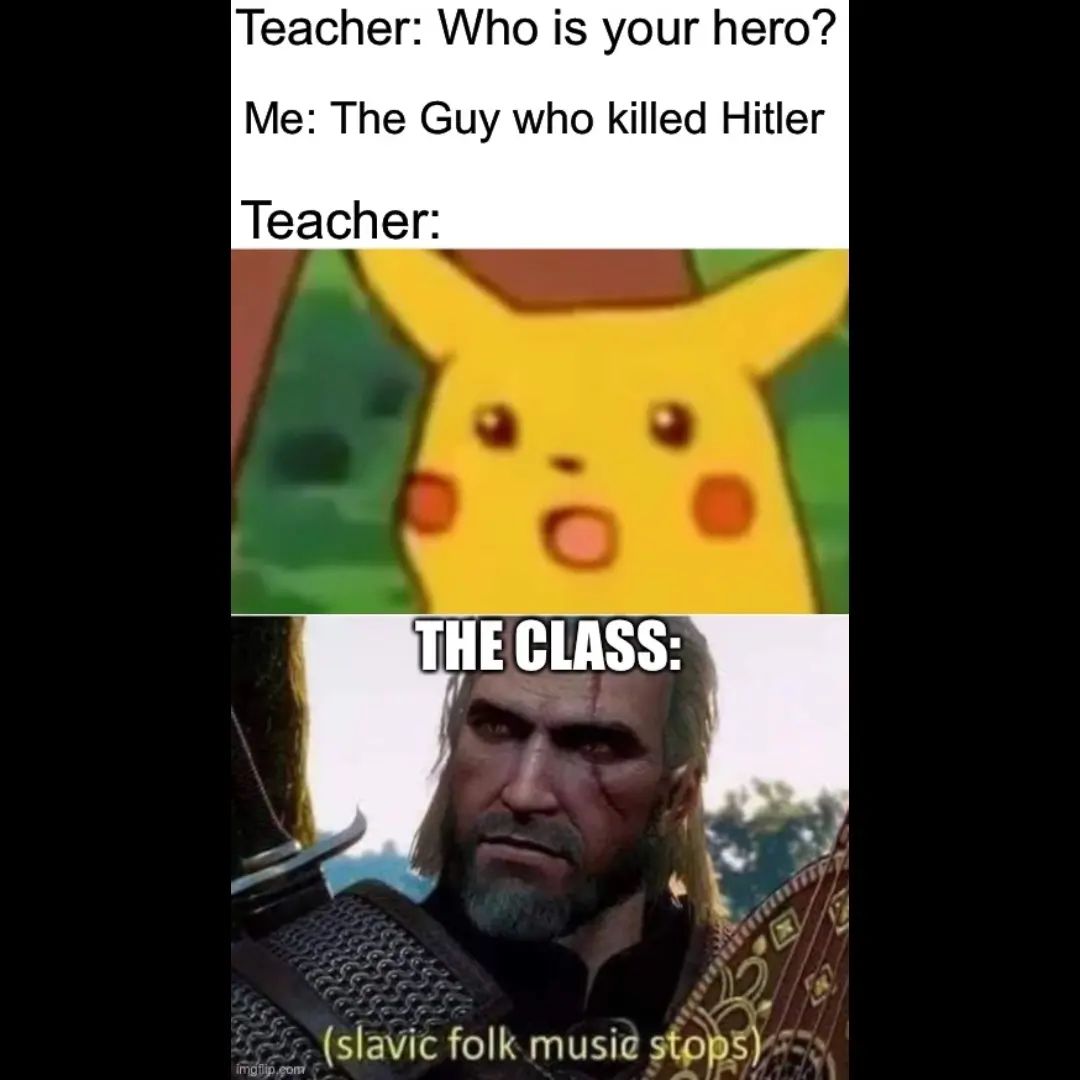 Teacher: Who is your hero?
Me: The Guy who killed Hitler
Teacher:
THE CLASS:
(slavic folk music stops)
imgflip.com